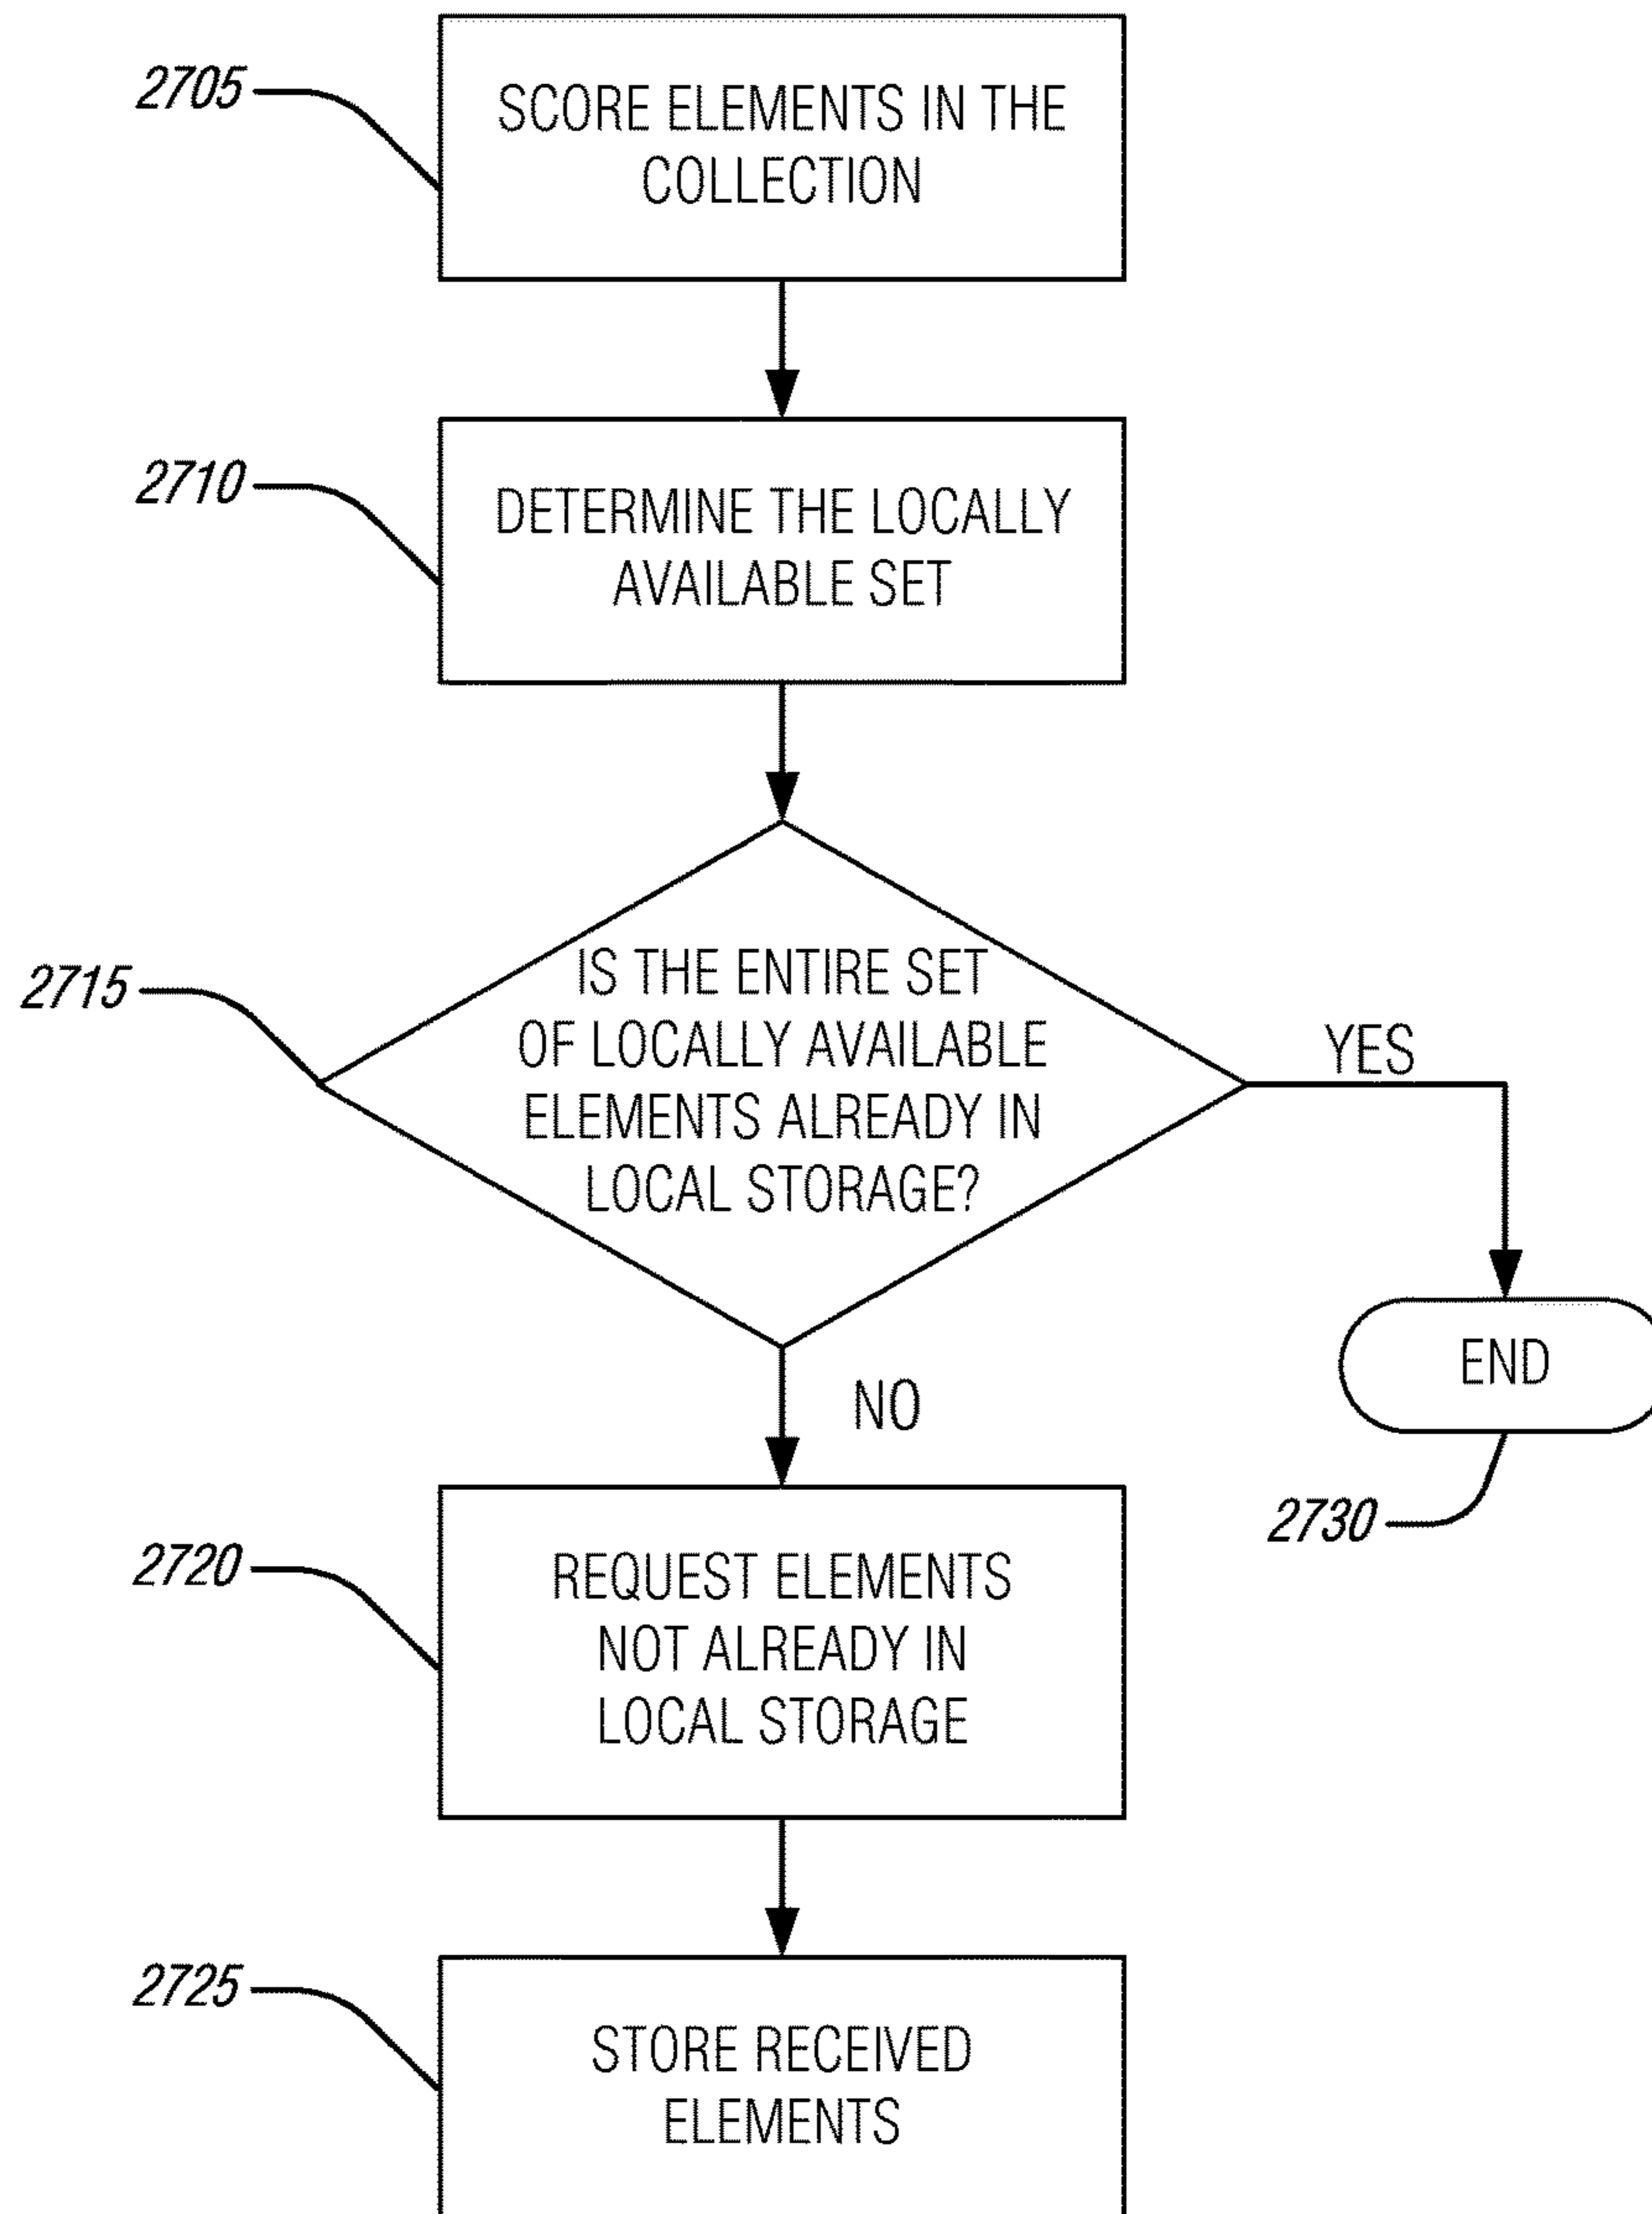 2705
SCORE ELEMENTS IN THE
COLLECTION
2710
DETERMINE THE LOCALLY
AVAILABLE SET
2715
IS THE ENTIRE SET
OF LOCALLY AVAILABLE
ELEMENTS ALREADY IN
LOCAL STORAGE?
YES
END
2730
NO
2720
REQUEST ELEMENTS
NOT ALREADY IN
LOCAL STORAGE
2725
STORE RECEIVED
ELEMENTS